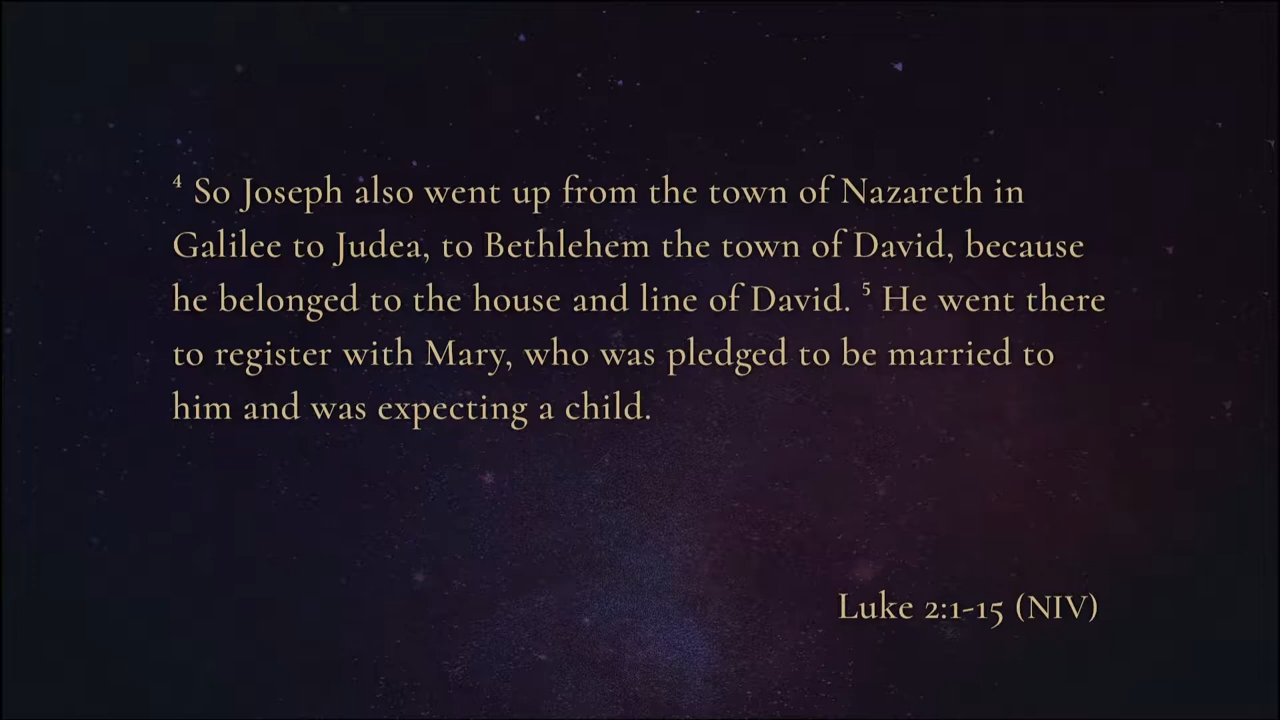 ⁴ So Joseph also went up from the town of Nazareth in
Galilee to Judea, to Bethlehem the town of David, because
he belonged to the house and line of David. ⁵ He went there
to register with Mary, who was pledged to be married to
him and was expecting a child.
Luke 2:1-15 (NIV)